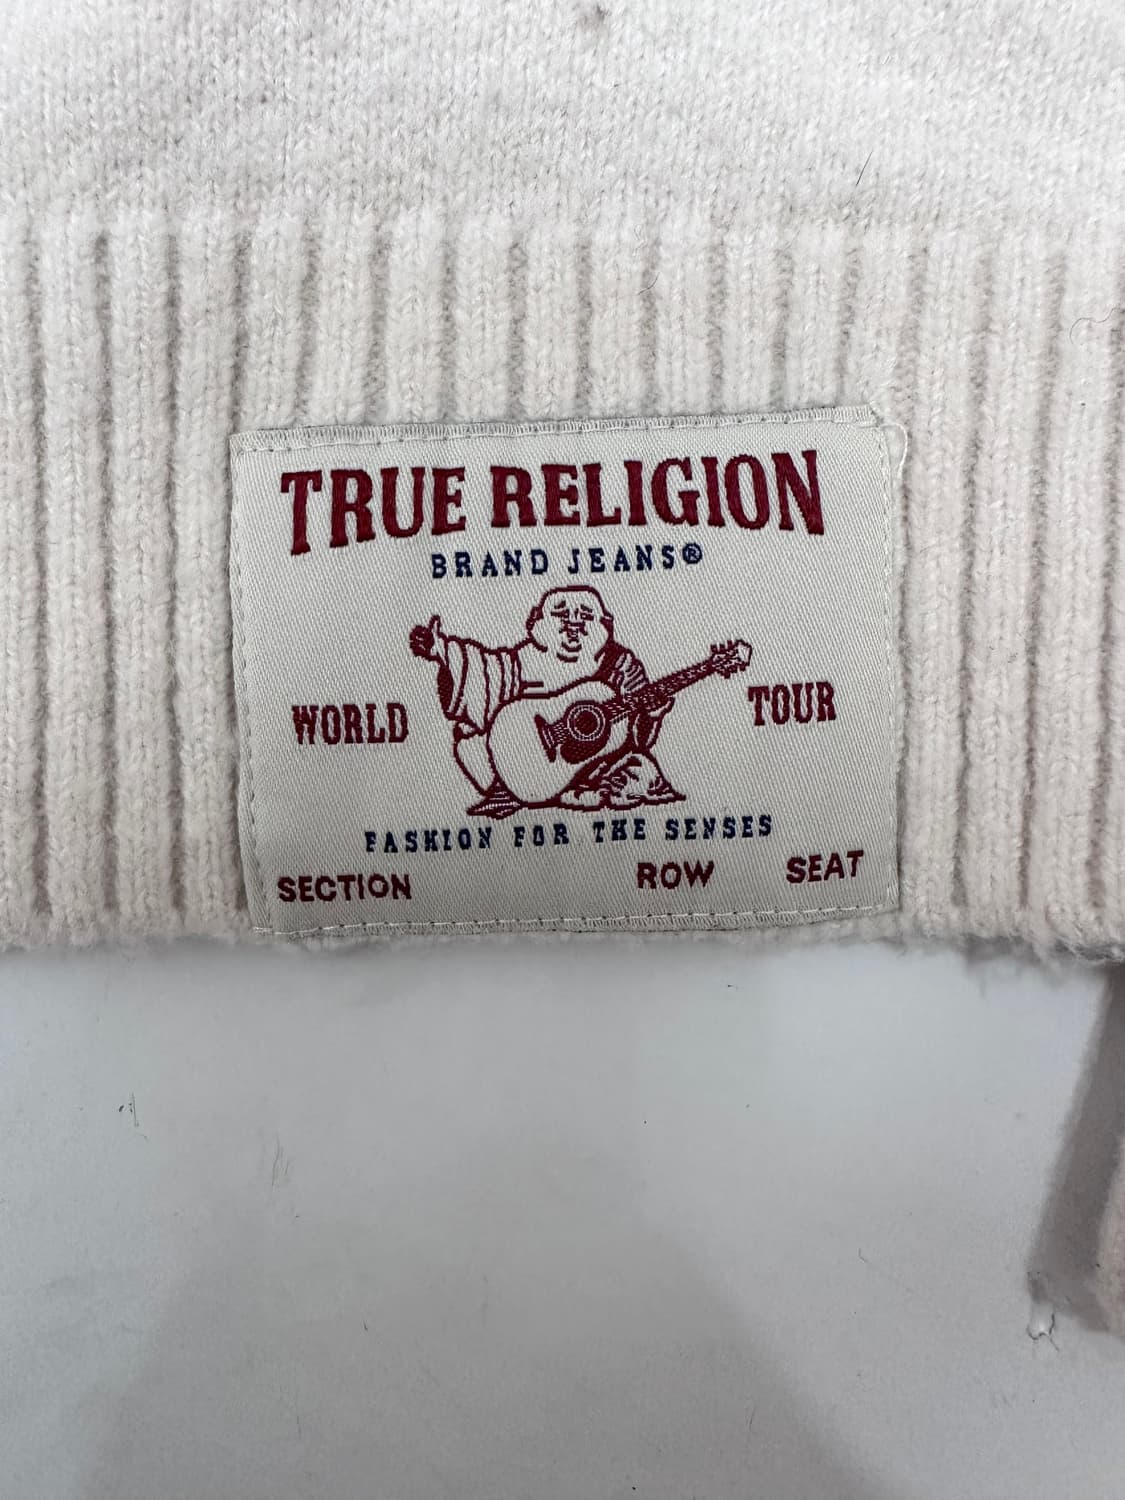 TRUE RELIGION
BRAND JEANS®
WORLD TOUR
FASHION FOR THE SENSES
SECTION ROW SEAT